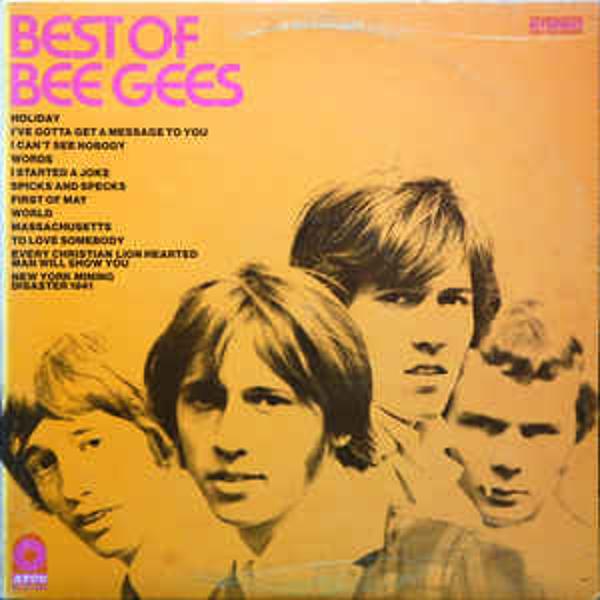 BEST OF
BEE GEES
STEREO
HOLIDAY
I'VE GOTTA GET A MESSAGE TO YOU
I CAN'T SEE NOBODY
WORDS
I STARTED A JOKE
SPICKS AND SPECKS
FIRST OF MAY
WORLD
MASSACHUSETTS
TO LOVE SOMEBODY
EVERY CHRISTIAN LION HEARTED
MAN WILL SHOW YOU
NEW YORK MINING
DISASTER 1941
ATCO